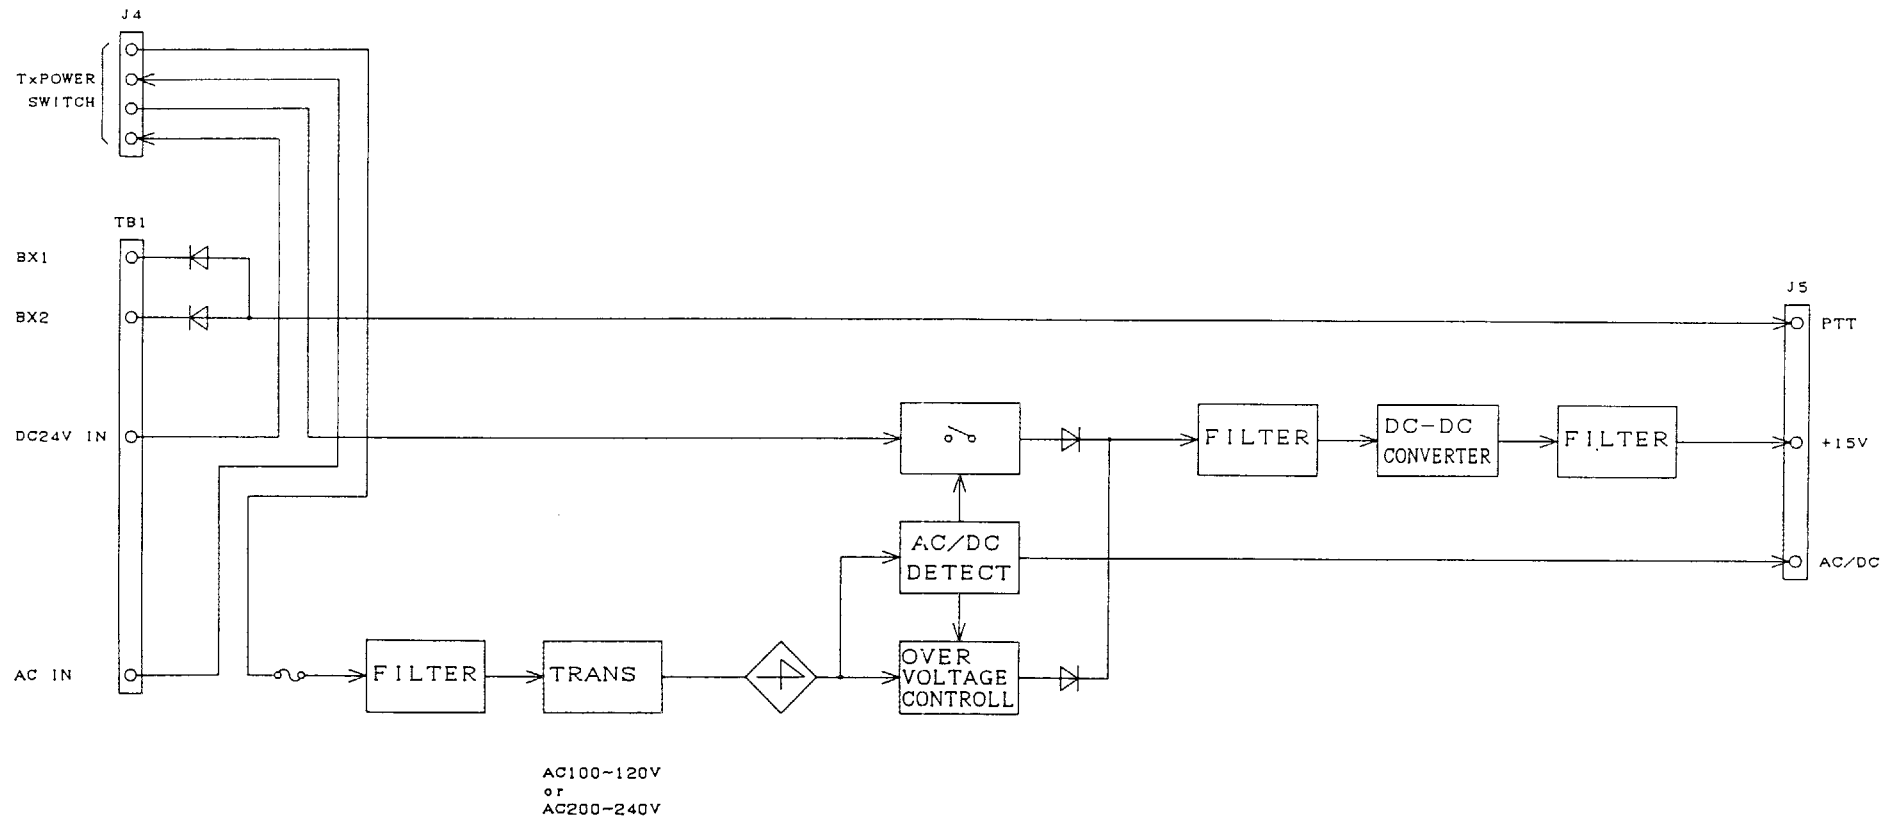 J4
TxPOWER
SWITCH
TB1
BX1
BX2
J5
PTT
DC24V IN
FILTER
DC-DC
CONVERTER
FILTER
+15V
AC/DC
DETECT
AC/DC
AC IN
FILTER
TRANS
OVER
VOLTAGE
CONTROLL
AC100~120V
or
AC200-240V